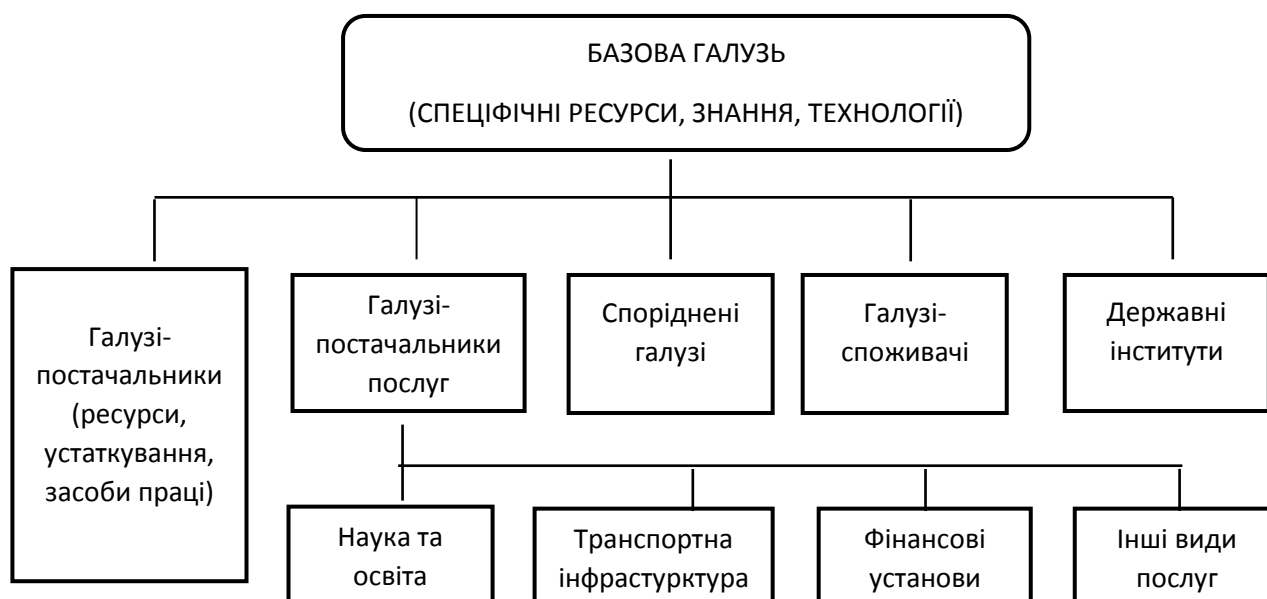 БАЗОВА ГАЛУЗЬ
(СПЕЦІФІЧНІ РЕСУРСИ, ЗНАННЯ, ТЕХНОЛОГІЇ)
Галузі-
постачальники
(ресурси,
устаткування,
засоби праці)
Галузі-
постачальники
послуг
Споріднені
галузі
Галузі-
споживачі
Державні
інститути
Наука та
освіта
Транспортна
інфрастурктура
Фінансові
установи
Інші види
послуг